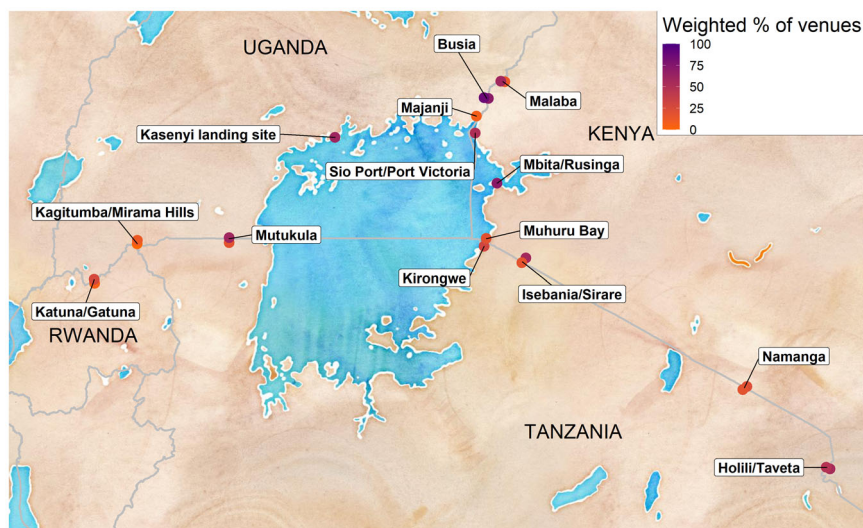 Weighted % of venues
100
75
50
25
0
UGANDA
Busia
Malaba
Majanji
Kasenyi landing site
KENYA
Sio Port/Port Victoria
Mbita/Rusinga
Kagitumba/Mirama Hills
Mutukula
Muhuru Bay
Kirongwe
Isebania/Sirare
Katuna/Gatuna
RWANDA
Namanga
TANZANIA
Holili/Taveta